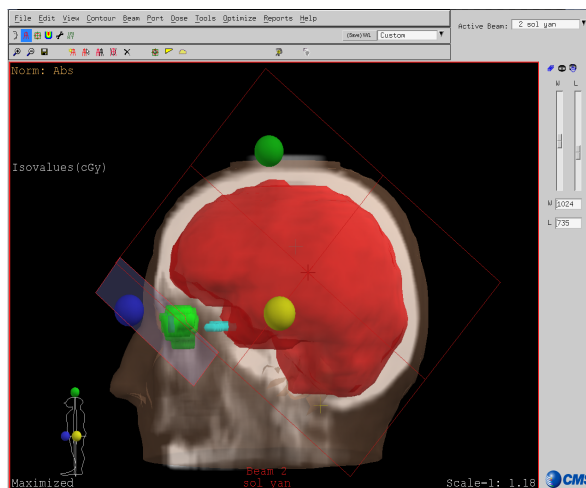 File Edit View Contour Beam Port Dose Tools Optimize Reports Help
Active Beam: 2 sol yan
(Save) WL Custom
Norm: Abs
W L
Isovalues(cGy)
W 1024
L 735
Beam 2
Maximized sol yan Scale-1: 1.18
CMS